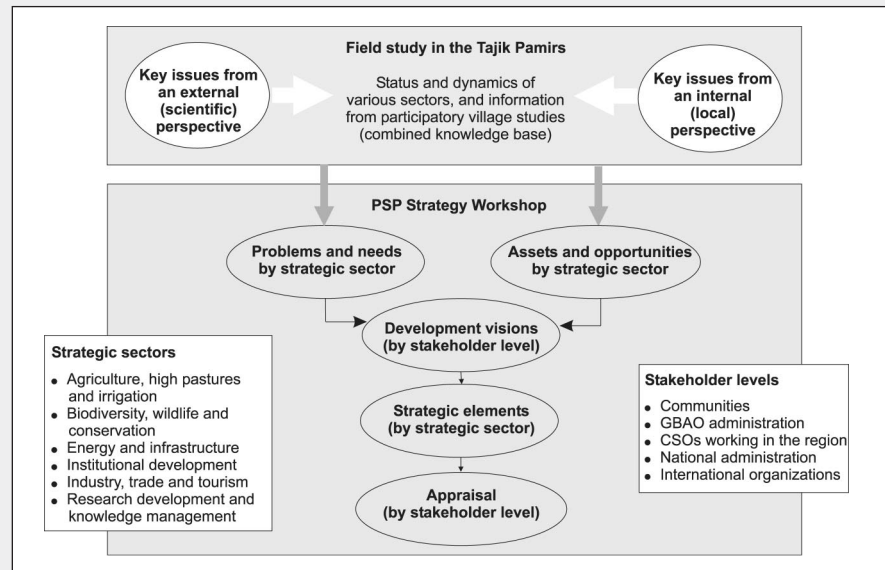 Field study in the Tajik Pamirs
Key issues from
an external
(scientific)
perspective
Status and dynamics of
various sectors, and information
from participatory village studies
(combined knowledge base)
Key issues from
an internal
(local)
perspective
PSP Strategy Workshop
Problems and needs
by strategic sector
Assets and opportunities
by strategic sector
Development visions
(by stakeholder level)
Strategic elements
(by strategic sector)
Appraisal
(by stakeholder level)
Strategic sectors
• Agriculture, high pastures
and irrigation
• Biodiversity, wildlife and
conservation
• Energy and infrastructure
• Institutional development
• Industry, trade and tourism
• Research development and
knowledge management
Stakeholder levels
• Communities
• GBAO administration
• CSOs working in the region
• National administration
• International organizations